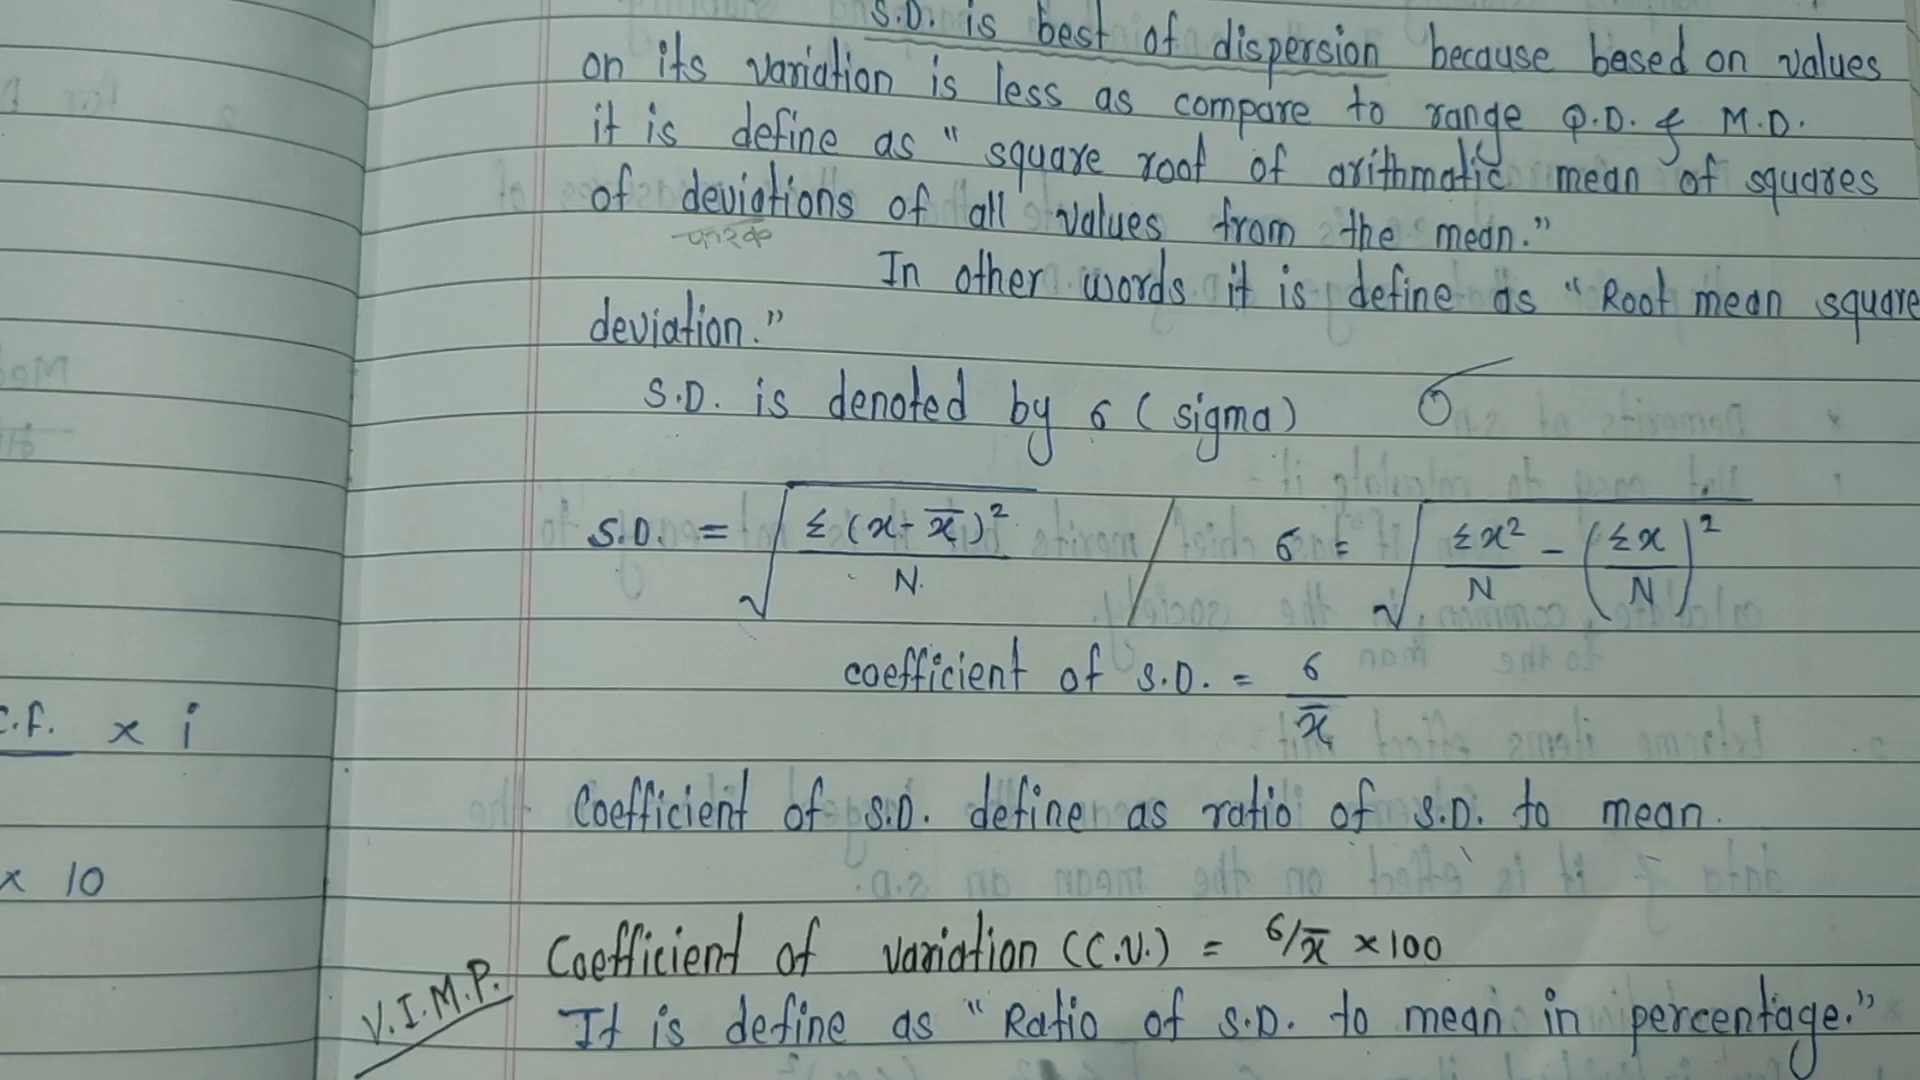 S.D. is best of dispersion because based on values
on its variation is less as compare to range Q.D. & M.D.
it is define as " square root of arithmatic mean of squares
of deviations of all values from the mean."
फरक
In other words it is define as " Root mean square
deviation."
S.D. is denoted by σ ( sigma) σ
S.D. = √ Σ (x - x̄)² / N. / σ = √ Σx² / N - (Σx / N)²
coefficient of S.D. = σ / x̄
C.F. x i
Coefficient of S.D. define as ratio of S.D. to mean.
x 10
Coefficient of variation (C.V.) = σ/x̄ x 100
V.I.M.P.
It is define as " Ratio of S.D. to mean in percentage."